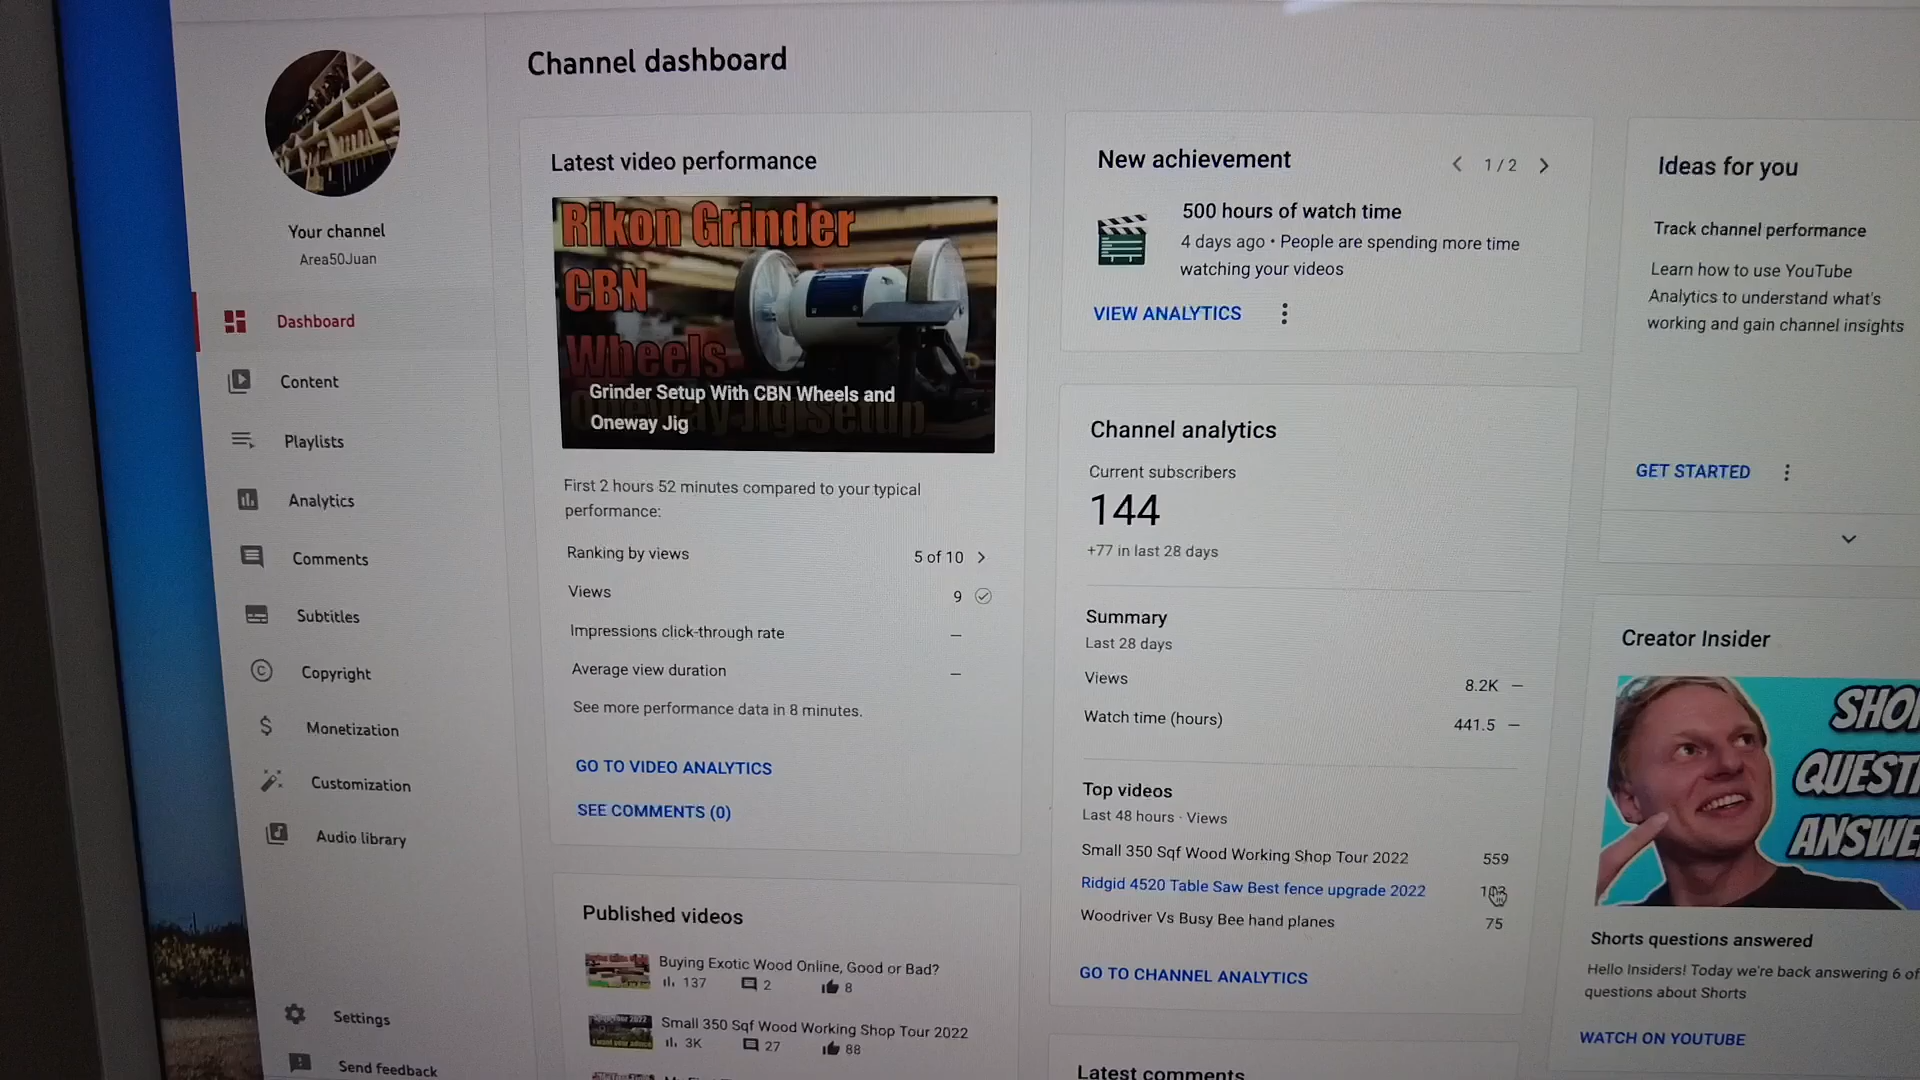 Channel dashboard
Your channel
Area50Juan
Dashboard
Content
Playlists
Analytics
Comments
Subtitles
Copyright
Monetization
Customization
Audio library
Settings
Send feedback
Latest video performance
Rikon Grinder
CBN
Wheels
Oneway Jig Setup
Grinder Setup With CBN Wheels and
Oneway Jig
First 2 hours 52 minutes compared to your typical
performance:
Ranking by views 5 of 10
Views 9
Impressions click-through rate —
Average view duration —
See more performance data in 8 minutes.
GO TO VIDEO ANALYTICS
SEE COMMENTS (0)
Published videos
Buying Exotic Wood Online, Good or Bad?
137 2 8
Small 350 Sqf Wood Working Shop Tour 2022
3K 27 88
New achievement 1 / 2
500 hours of watch time
4 days ago • People are spending more time
watching your videos
VIEW ANALYTICS
Channel analytics
Current subscribers
144
+77 in last 28 days
Summary
Last 28 days
Views 8.2K —
Watch time (hours) 441.5 —
Top videos
Last 48 hours · Views
Small 350 Sqf Wood Working Shop Tour 2022 559
Ridgid 4520 Table Saw Best fence upgrade 2022
Woodriver Vs Busy Bee hand planes 75
GO TO CHANNEL ANALYTICS
Latest comments
Ideas for you
Track channel performance
Learn how to use YouTube
Analytics to understand what's
working and gain channel insights
GET STARTED
Creator Insider
Shorts questions answered
Hello Insiders! Today we're back answering 6 of
questions about Shorts
WATCH ON YOUTUBE